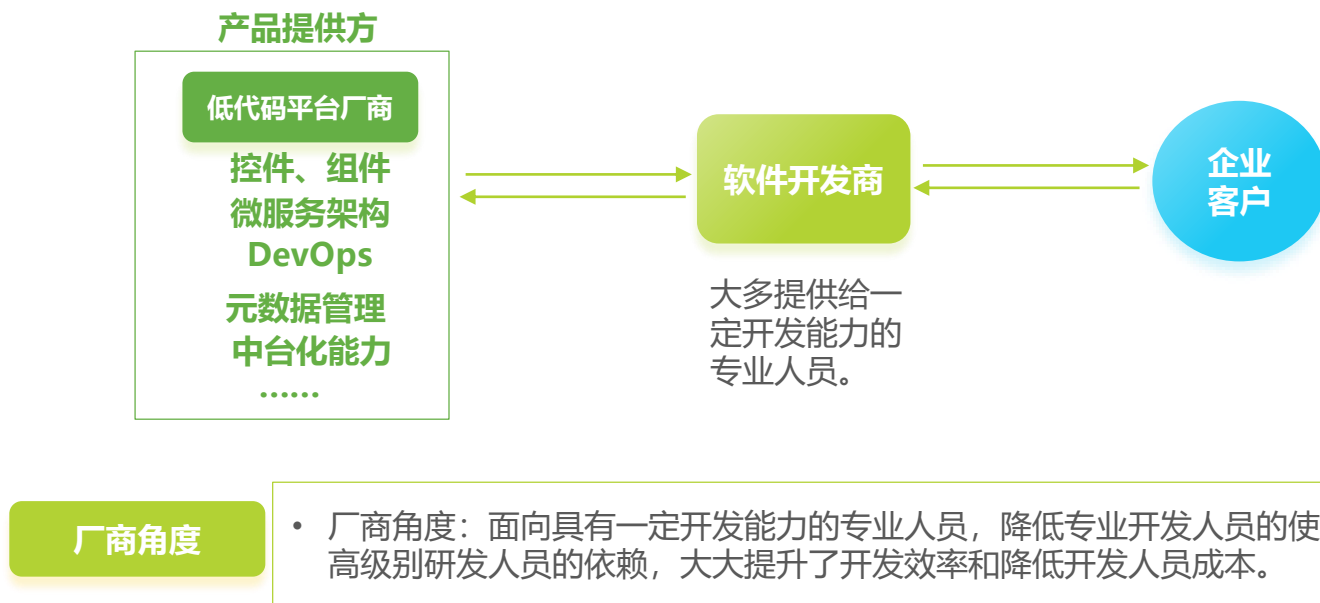 产品提供方
低代码平台厂商
控件、组件
微服务架构
DevOps
元数据管理
中台化能力
……
软件开发商
大多提供给一
定开发能力的
专业人员。
企业
客户
厂商角度
• 厂商角度：面向具有一定开发能力的专业人员，降低专业开发人员的使
高级别研发人员的依赖，大大提升了开发效率和降低开发人员成本。